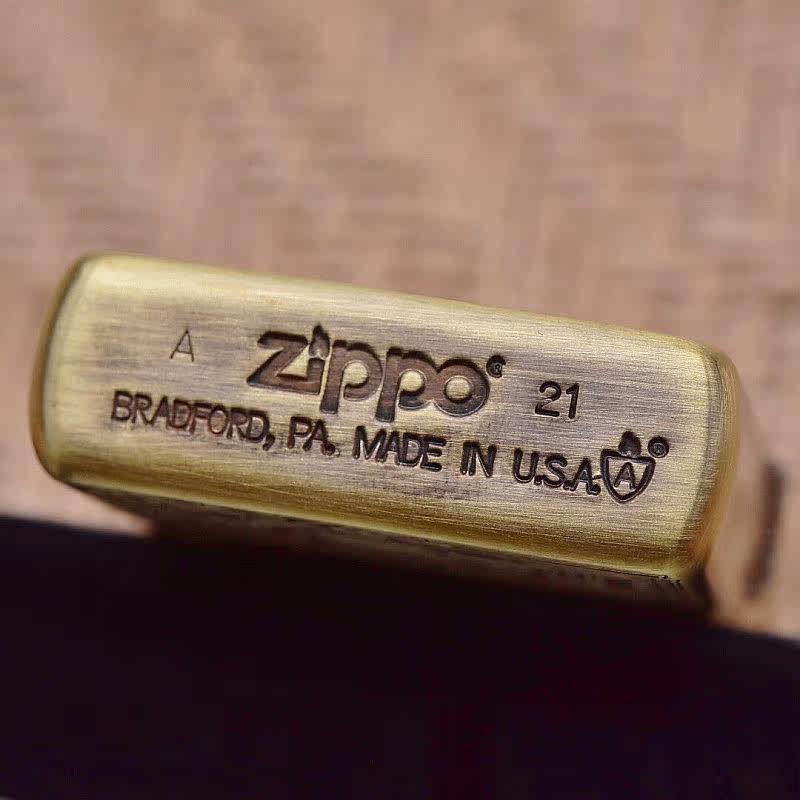 A zippo® 21
BRADFORD, PA. MADE IN U.S.A. A®